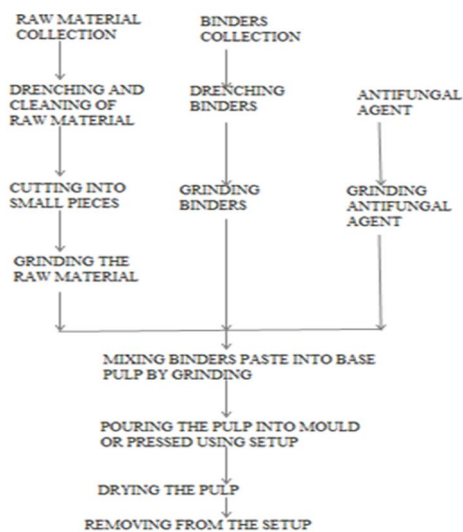 RAW MATERIAL
COLLECTION
BINDERS
COLLECTION
DRENCHING AND
CLEANING OF
RAW MATERIAL
DRENCHING
BINDERS
ANTIFUNGAL
AGENT
CUTTING INTO
SMALL PIECES
GRINDING
BINDERS
GRINDING
ANTIFUNGAL
AGENT
GRINDING THE
RAW MATERIAL
MIXING BINDERS PASTE INTO BASE
PULP BY GRINDING
POURING THE PULP INTO MOULD
OR PRESSED USING SETUP
DRYING THE PULP
REMOVING FROM THE SETUP